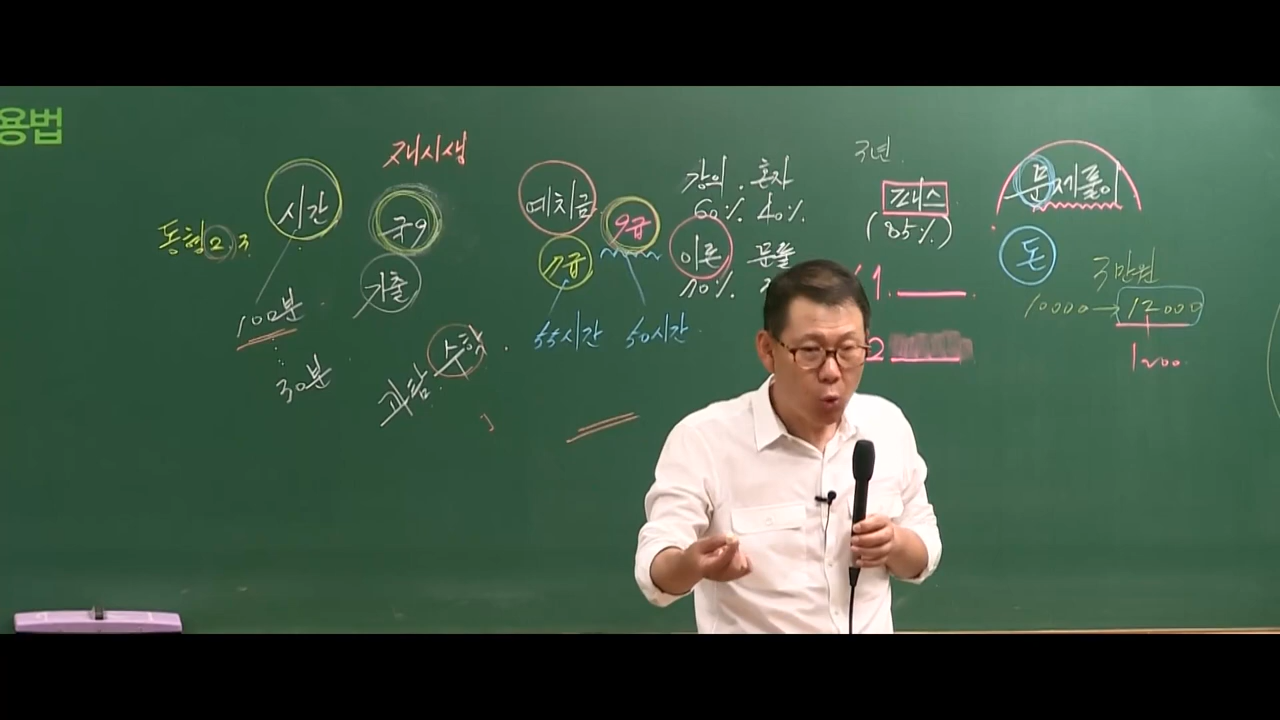 용법
재시생
시간
동형 2, 3
국9
기출
100분
30분
과탐
수학
예치금
9급
7급
55시간
50시간
강의 . 혼자
60% 40%
이론 문풀
70%
3년
프패스
(85%)
1.
2
문제풀이
돈
3만원
10000→12000
1200